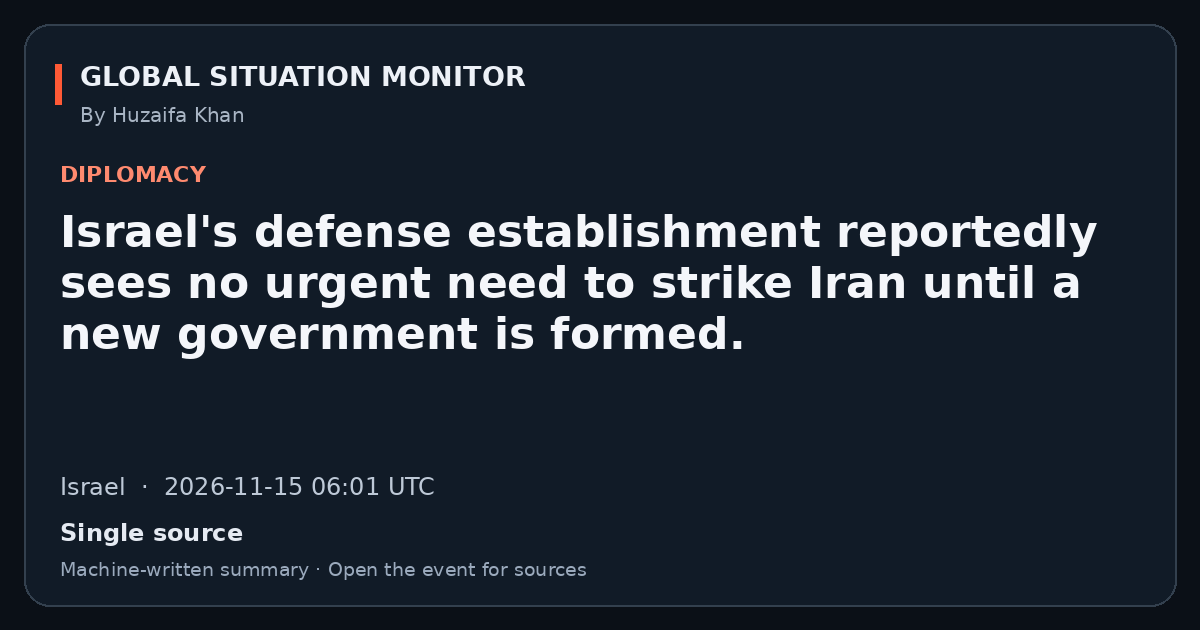 GLOBAL SITUATION MONITOR
By Huzaifa Khan
DIPLOMACY
Israel's defense establishment reportedly
sees no urgent need to strike Iran until a
new government is formed.
Israel · 2026-11-15 06:01 UTC
Single source
Machine-written summary · Open the event for sources